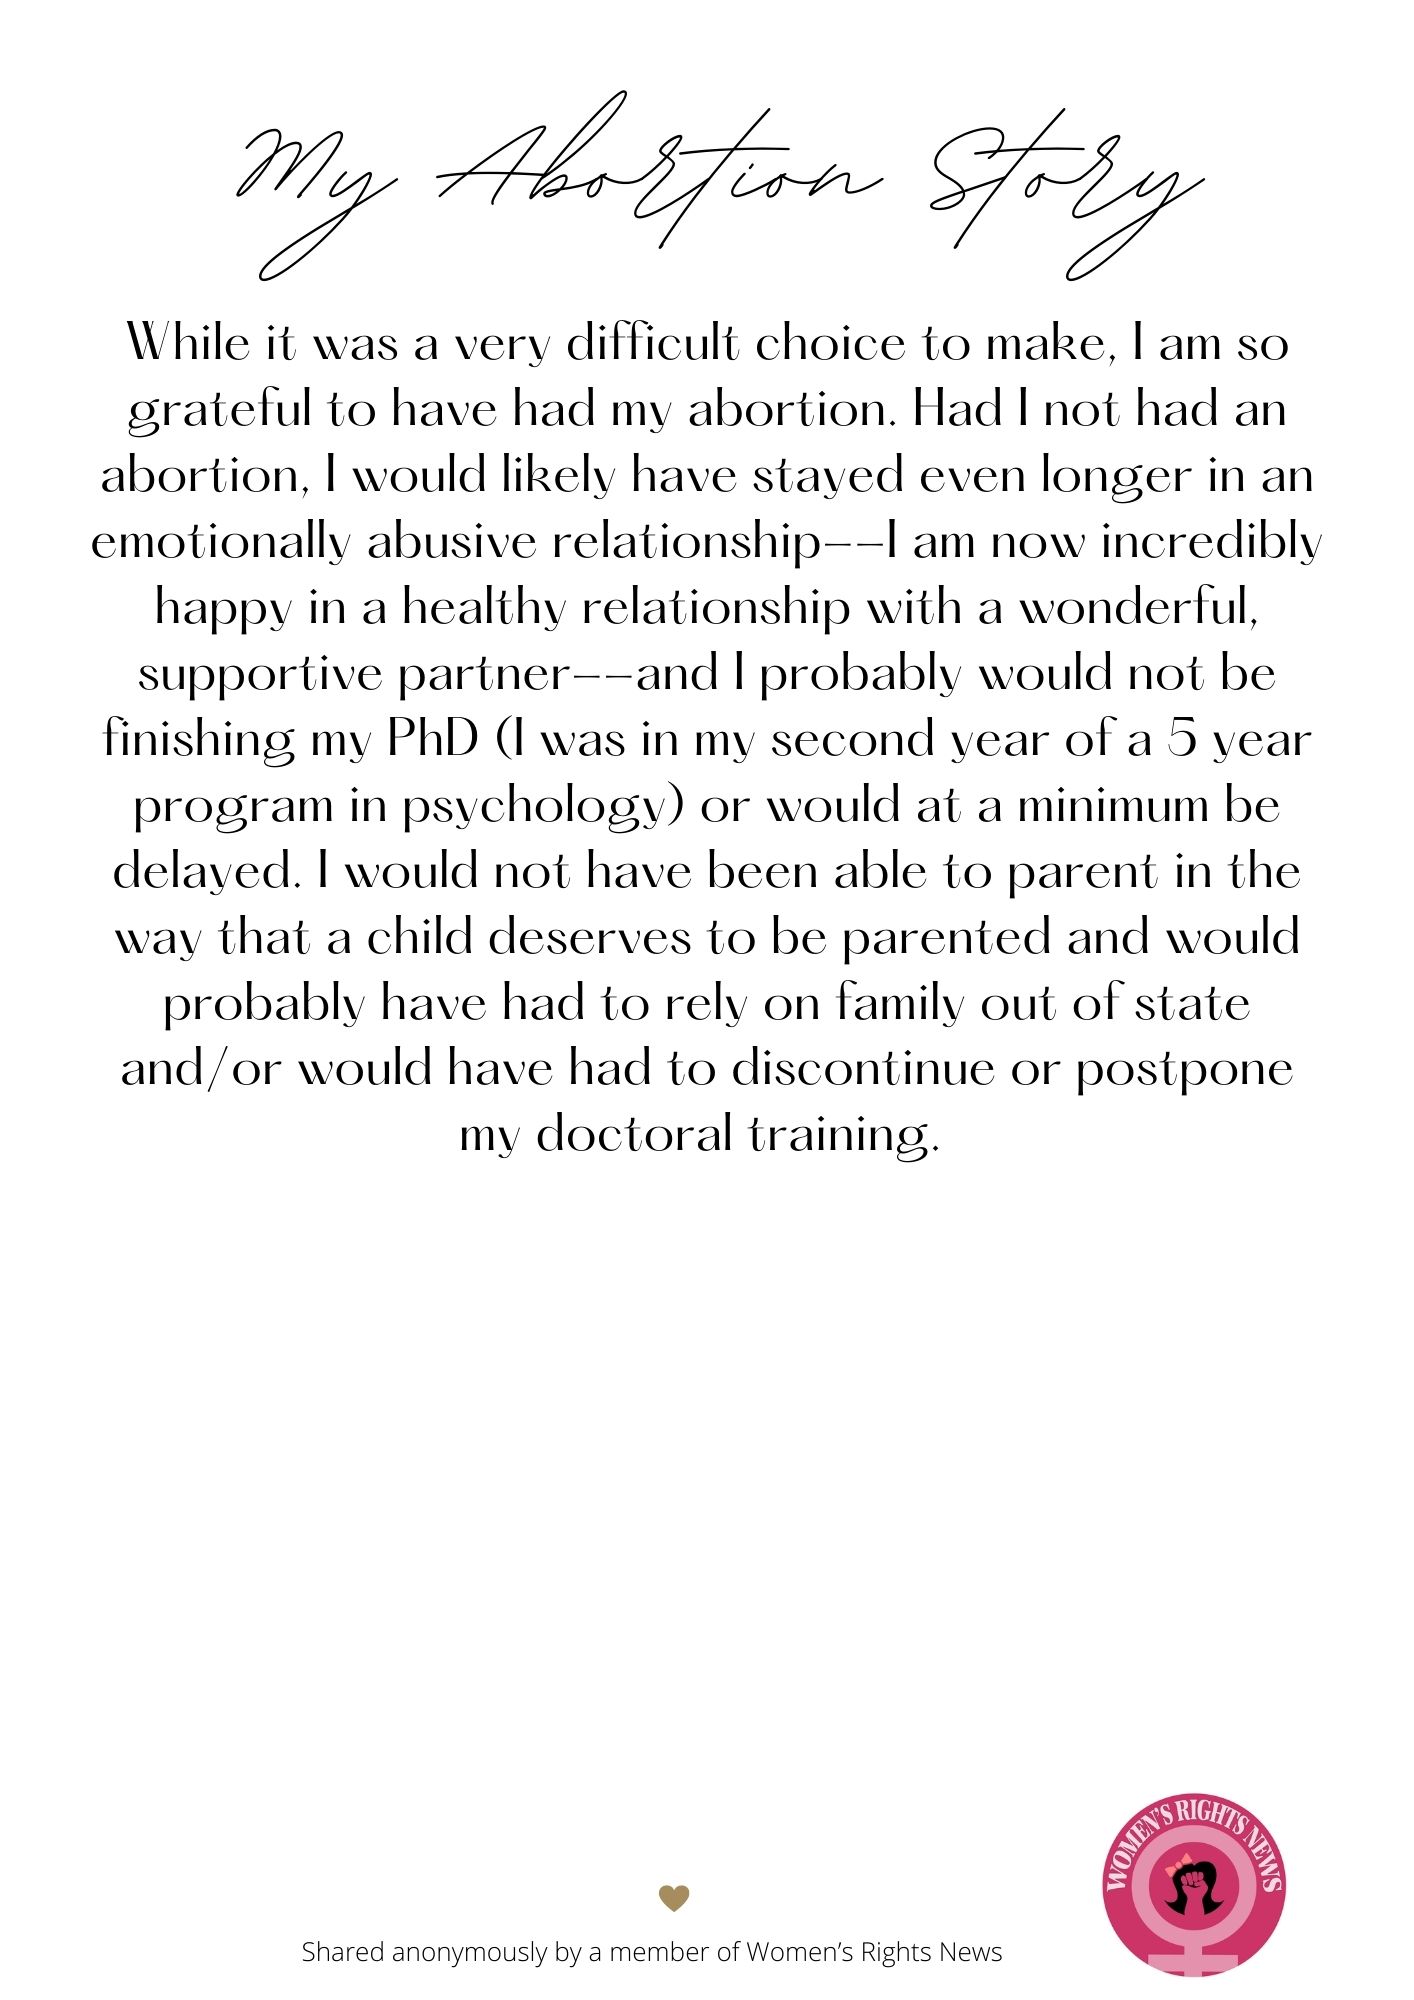 My Abortion Story
While it was a very difficult choice to make, I am so
grateful to have had my abortion. Had I not had an
abortion, I would likely have stayed even longer in an
emotionally abusive relationship---I am now incredibly
happy in a healthy relationship with a wonderful,
supportive partner---and I probably would not be
finishing my PhD (I was in my second year of a 5 year
program in psychology) or would at a minimum be
delayed. I would not have been able to parent in the
way that a child deserves to be parented and would
probably have had to rely on family out of state
and/or would have had to discontinue or postpone
my doctoral training.
WOMEN'S RIGHTS NEWS
Shared anonymously by a member of Women’s Rights News